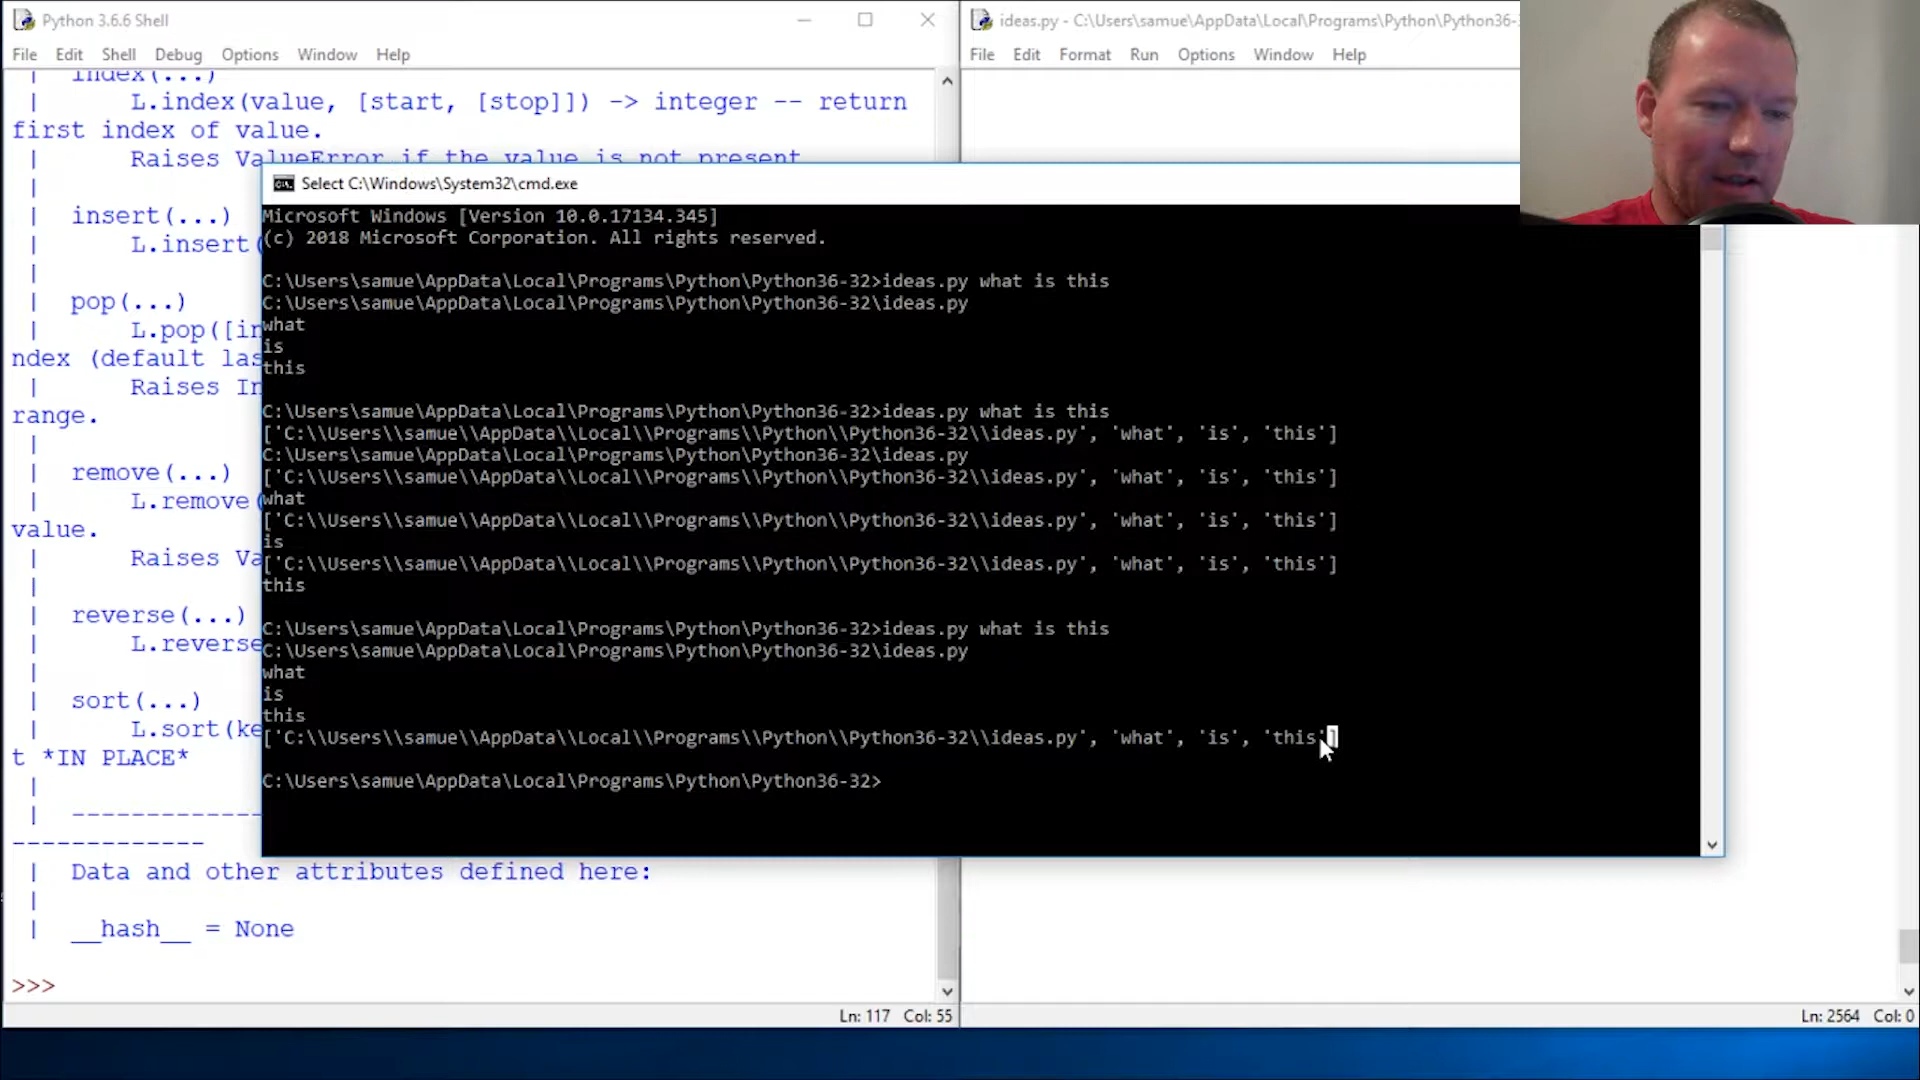 Python 3.6.6 Shell
File Edit Shell Debug Options Window Help
| index(...)
| L.index(value, [start, [stop]]) -> integer -- return
first index of value.
| Raises ValueError if the value is not present
|
| insert(...)
| L.insert(
|
| pop(...)
| L.pop([in
ndex (default las
| Raises In
range.
|
| remove(...)
| L.remove(
value.
| Raises Va
|
| reverse(...)
| L.reverse
|
| sort(...)
| L.sort(ke
t *IN PLACE*
|
| -------------
-------------
| Data and other attributes defined here:
|
| __hash__ = None
>>>
Ln: 117 Col: 55
ideas.py - C:\Users\samue\AppData\Local\Programs\Python\Python36-3
File Edit Format Run Options Window Help
Ln: 2564 Col: 0
Select C:\Windows\System32\cmd.exe
Microsoft Windows [Version 10.0.17134.345]
(c) 2018 Microsoft Corporation. All rights reserved.
C:\Users\samue\AppData\Local\Programs\Python\Python36-32>ideas.py what is this
C:\Users\samue\AppData\Local\Programs\Python\Python36-32\ideas.py
what
is
this
C:\Users\samue\AppData\Local\Programs\Python\Python36-32>ideas.py what is this
['C:\\Users\\samue\\AppData\\Local\\Programs\\Python\\Python36-32\\ideas.py', 'what', 'is', 'this']
C:\Users\samue\AppData\Local\Programs\Python\Python36-32\ideas.py
['C:\\Users\\samue\\AppData\\Local\\Programs\\Python\\Python36-32\\ideas.py', 'what', 'is', 'this']
what
['C:\\Users\\samue\\AppData\\Local\\Programs\\Python\\Python36-32\\ideas.py', 'what', 'is', 'this']
is
['C:\\Users\\samue\\AppData\\Local\\Programs\\Python\\Python36-32\\ideas.py', 'what', 'is', 'this']
this
C:\Users\samue\AppData\Local\Programs\Python\Python36-32>ideas.py what is this
C:\Users\samue\AppData\Local\Programs\Python\Python36-32\ideas.py
what
is
this
['C:\\Users\\samue\\AppData\\Local\\Programs\\Python\\Python36-32\\ideas.py', 'what', 'is', 'this']
C:\Users\samue\AppData\Local\Programs\Python\Python36-32>